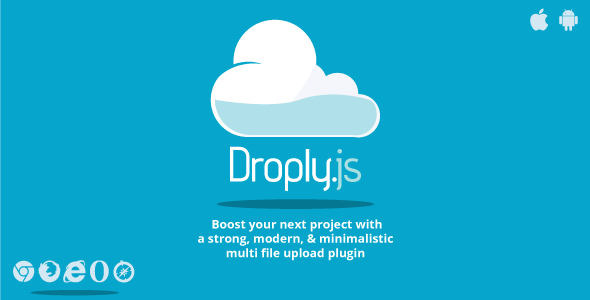 Droply.js
Boost your next project with
a strong, modern, & minimalistic
multi file upload plugin